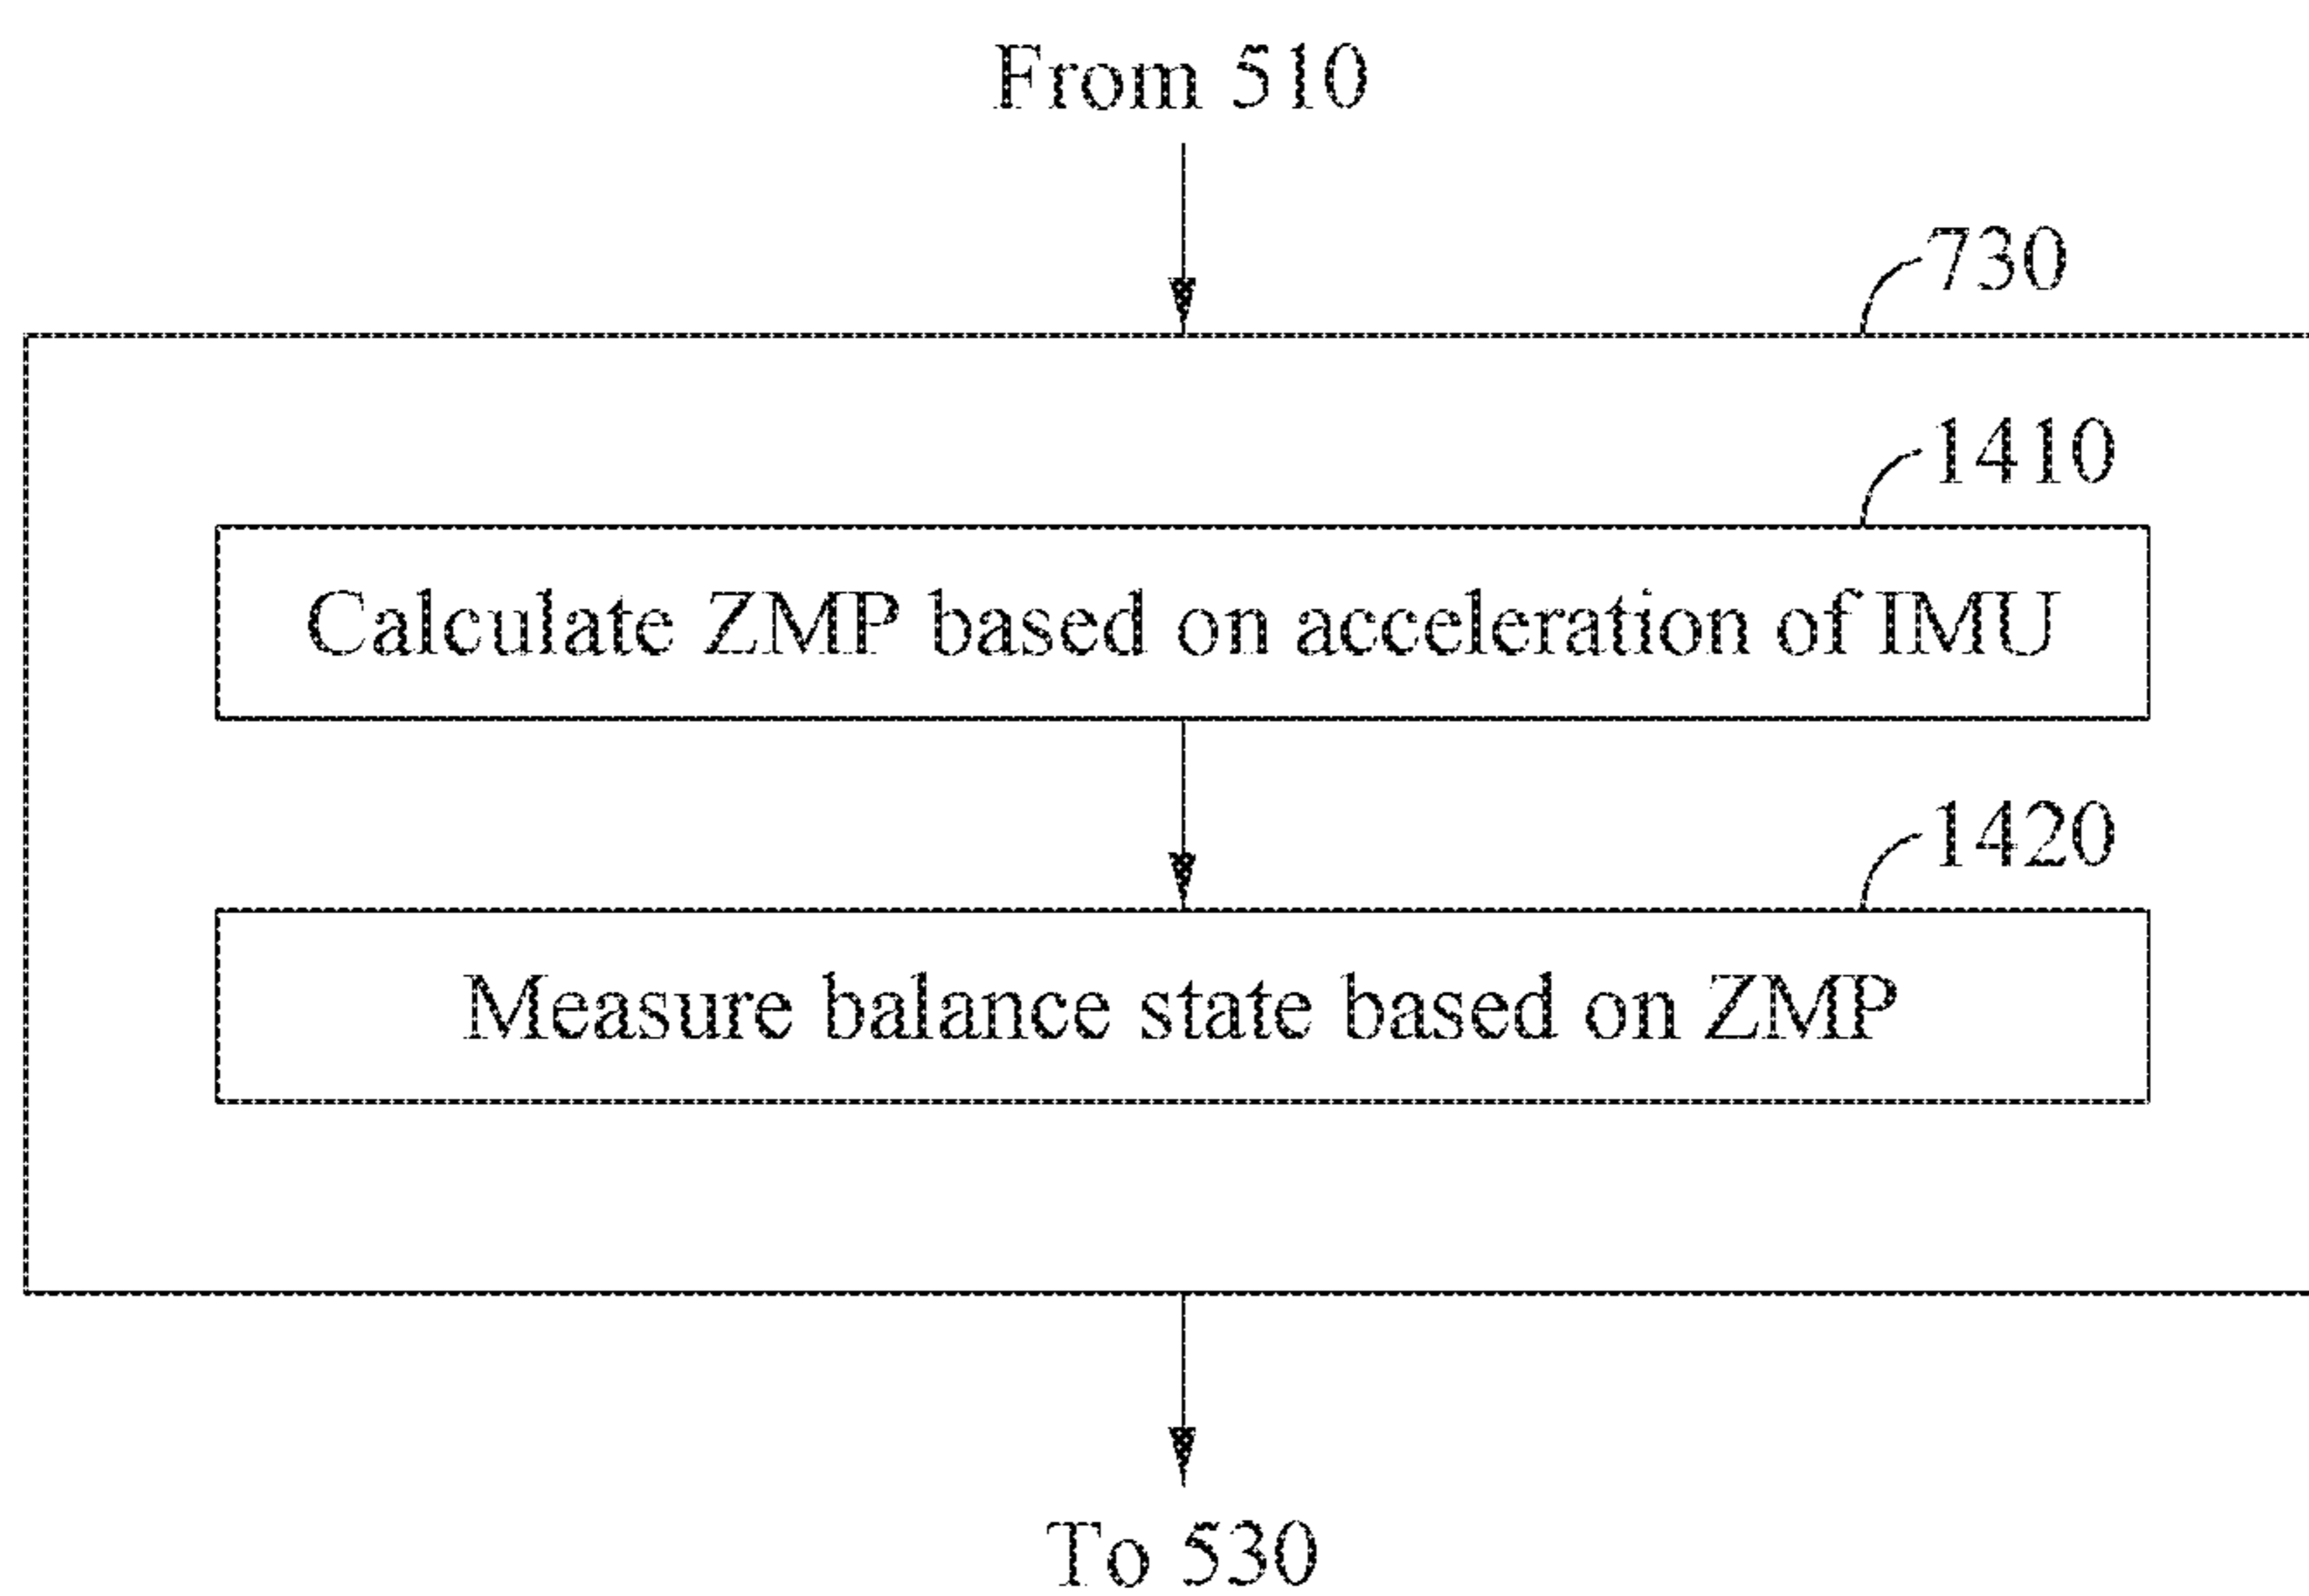 From 510
730
1410
Calculate ZMP based on acceleration of IMU
1420
Measure balance state based on ZMP
To 530